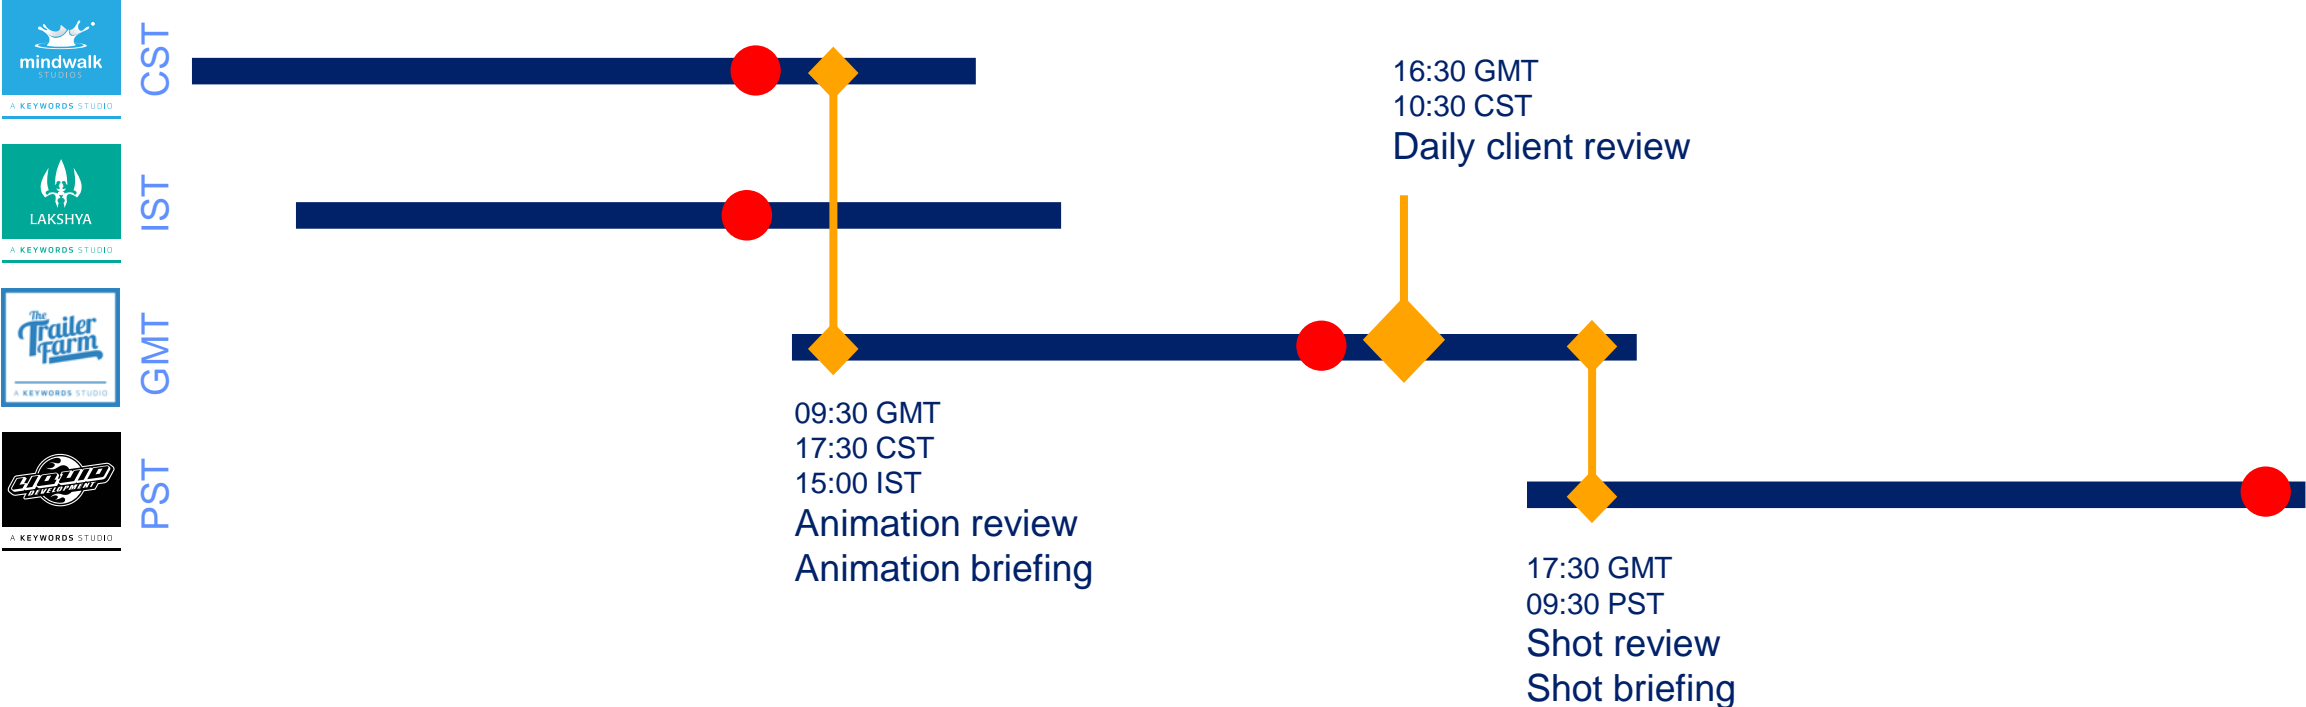 mindwalk
STUDIOS
A KEYWORDS STUDIO
CST
16:30 GMT
10:30 CST
Daily client review
LAKSHYA
A KEYWORDS STUDIO
IST
The
Trailer
Farm
A KEYWORDS STUDIO
GMT
09:30 GMT
17:30 CST
15:00 IST
Animation review
Animation briefing
LIQUID
DEVELOPMENT
A KEYWORDS STUDIO
PST
17:30 GMT
09:30 PST
Shot review
Shot briefing